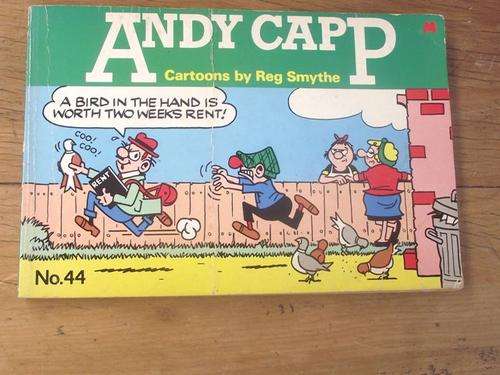 ANDY CAPP
Cartoons by Reg Smythe
A BIRD IN THE HAND IS
WORTH TWO WEEKS RENT!
COO!
COO!
RENT
No.44